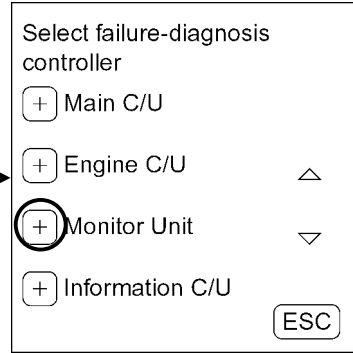 Select failure-diagnosis
controller
+ Main C/U
+ Engine C/U
+ Monitor Unit
+ Information C/U
ESC